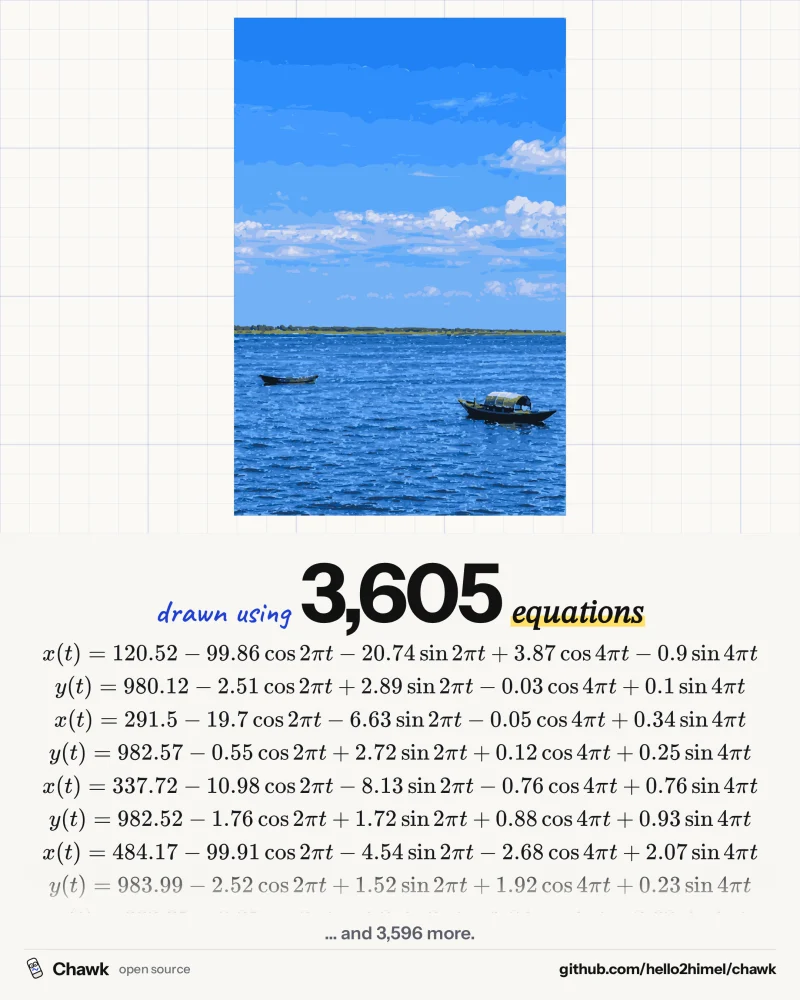 drawn using 3,605 equations
x(t) = 120.52 − 99.86 cos 2πt − 20.74 sin 2πt + 3.87 cos 4πt − 0.9 sin 4πt
y(t) = 980.12 − 2.51 cos 2πt + 2.89 sin 2πt − 0.03 cos 4πt + 0.1 sin 4πt
x(t) = 291.5 − 19.7 cos 2πt − 6.63 sin 2πt − 0.05 cos 4πt + 0.34 sin 4πt
y(t) = 982.57 − 0.55 cos 2πt + 2.72 sin 2πt + 0.12 cos 4πt + 0.25 sin 4πt
x(t) = 337.72 − 10.98 cos 2πt − 8.13 sin 2πt − 0.76 cos 4πt + 0.76 sin 4πt
y(t) = 982.52 − 1.76 cos 2πt + 1.72 sin 2πt + 0.88 cos 4πt + 0.93 sin 4πt
x(t) = 484.17 − 99.91 cos 2πt − 4.54 sin 2πt − 2.68 cos 4πt + 2.07 sin 4πt
y(t) = 983.99 − 2.52 cos 2πt + 1.52 sin 2πt + 1.92 cos 4πt + 0.23 sin 4πt
... and 3,596 more.
Chawk open source
github.com/hello2himel/chawk